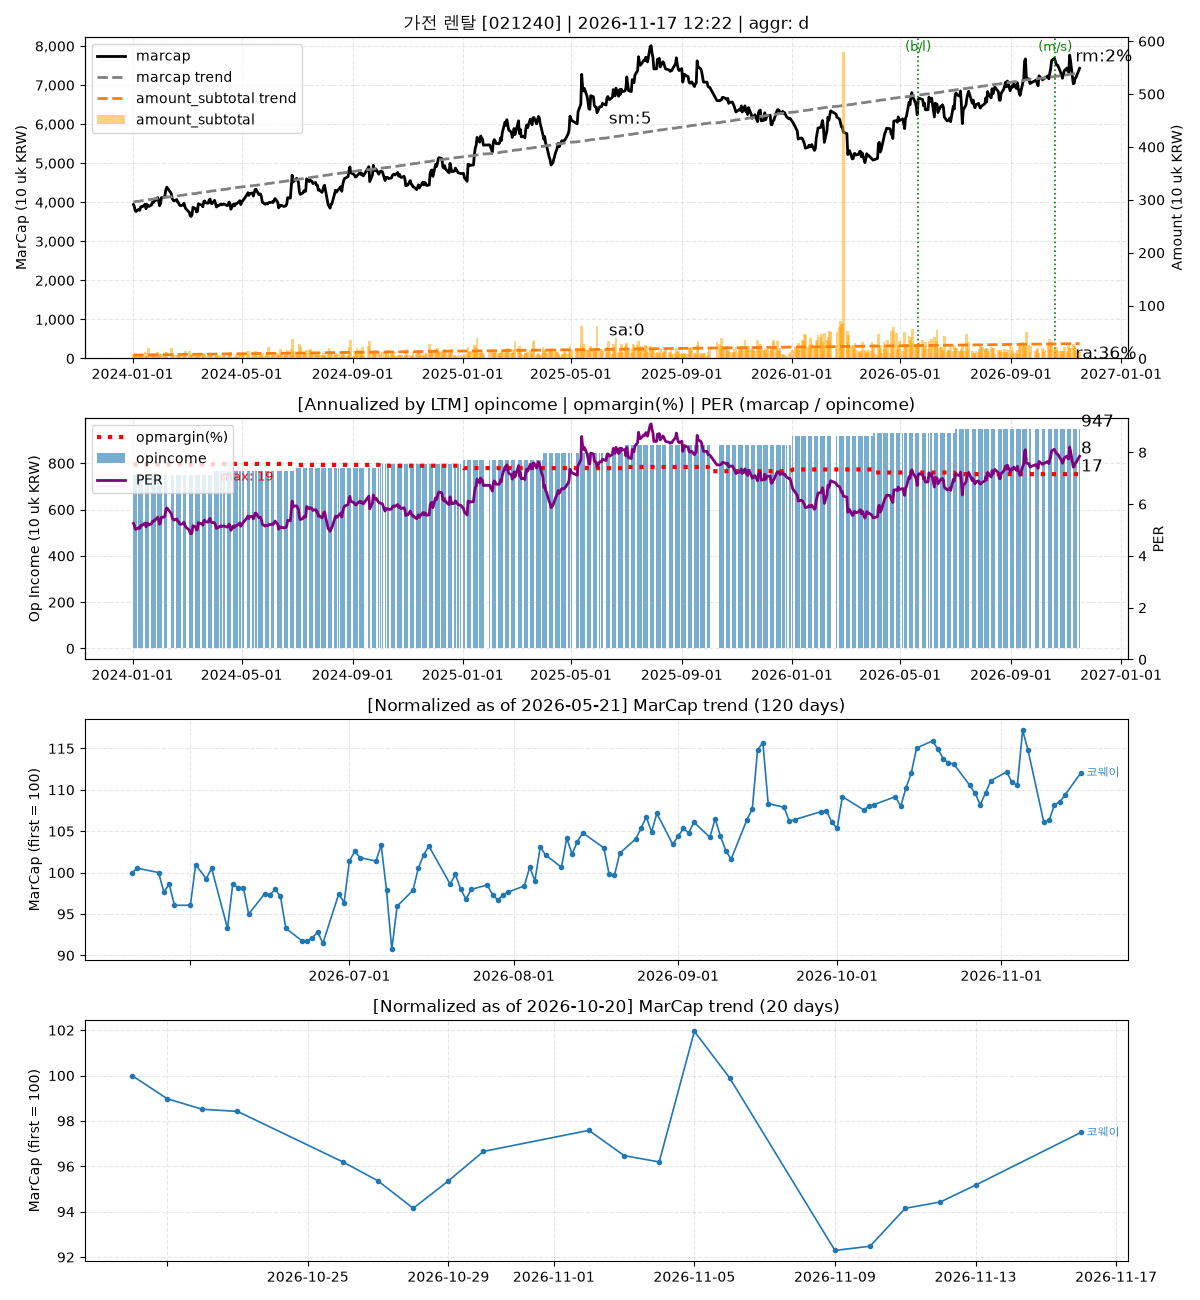 가전 렌탈 [021240] | 2026-11-17 12:22 | aggr: d
marcap
marcap trend
amount_subtotal trend
amount_subtotal
(b/l)
(m/s)
rm:2%
sm:5
sa:0
ra:36%
MarCap (10 uk KRW)
8,000
7,000
6,000
5,000
4,000
3,000
2,000
1,000
0
Amount (10 uk KRW)
600
500
400
300
200
100
0
2024-01-01 2024-05-01 2024-09-01 2025-01-01 2025-05-01 2025-09-01 2026-01-01 2026-05-01 2026-09-01 2027-01-01
[Annualized by LTM] opincome | opmargin(%) | PER (marcap / opincome)
opmargin(%)
opincome
PER
max: 19
947
8
17
Op Income (10 uk KRW)
800
600
400
200
0
PER
8
6
4
2
0
2024-01-01 2024-05-01 2024-09-01 2025-01-01 2025-05-01 2025-09-01 2026-01-01 2026-05-01 2026-09-01 2027-01-01
[Normalized as of 2026-05-21] MarCap trend (120 days)
MarCap (first = 100)
115
110
105
100
95
90
코웨이
2026-07-01 2026-08-01 2026-09-01 2026-10-01 2026-11-01
[Normalized as of 2026-10-20] MarCap trend (20 days)
MarCap (first = 100)
102
100
98
96
94
92
코웨이
2026-10-25 2026-10-29 2026-11-01 2026-11-05 2026-11-09 2026-11-13 2026-11-17